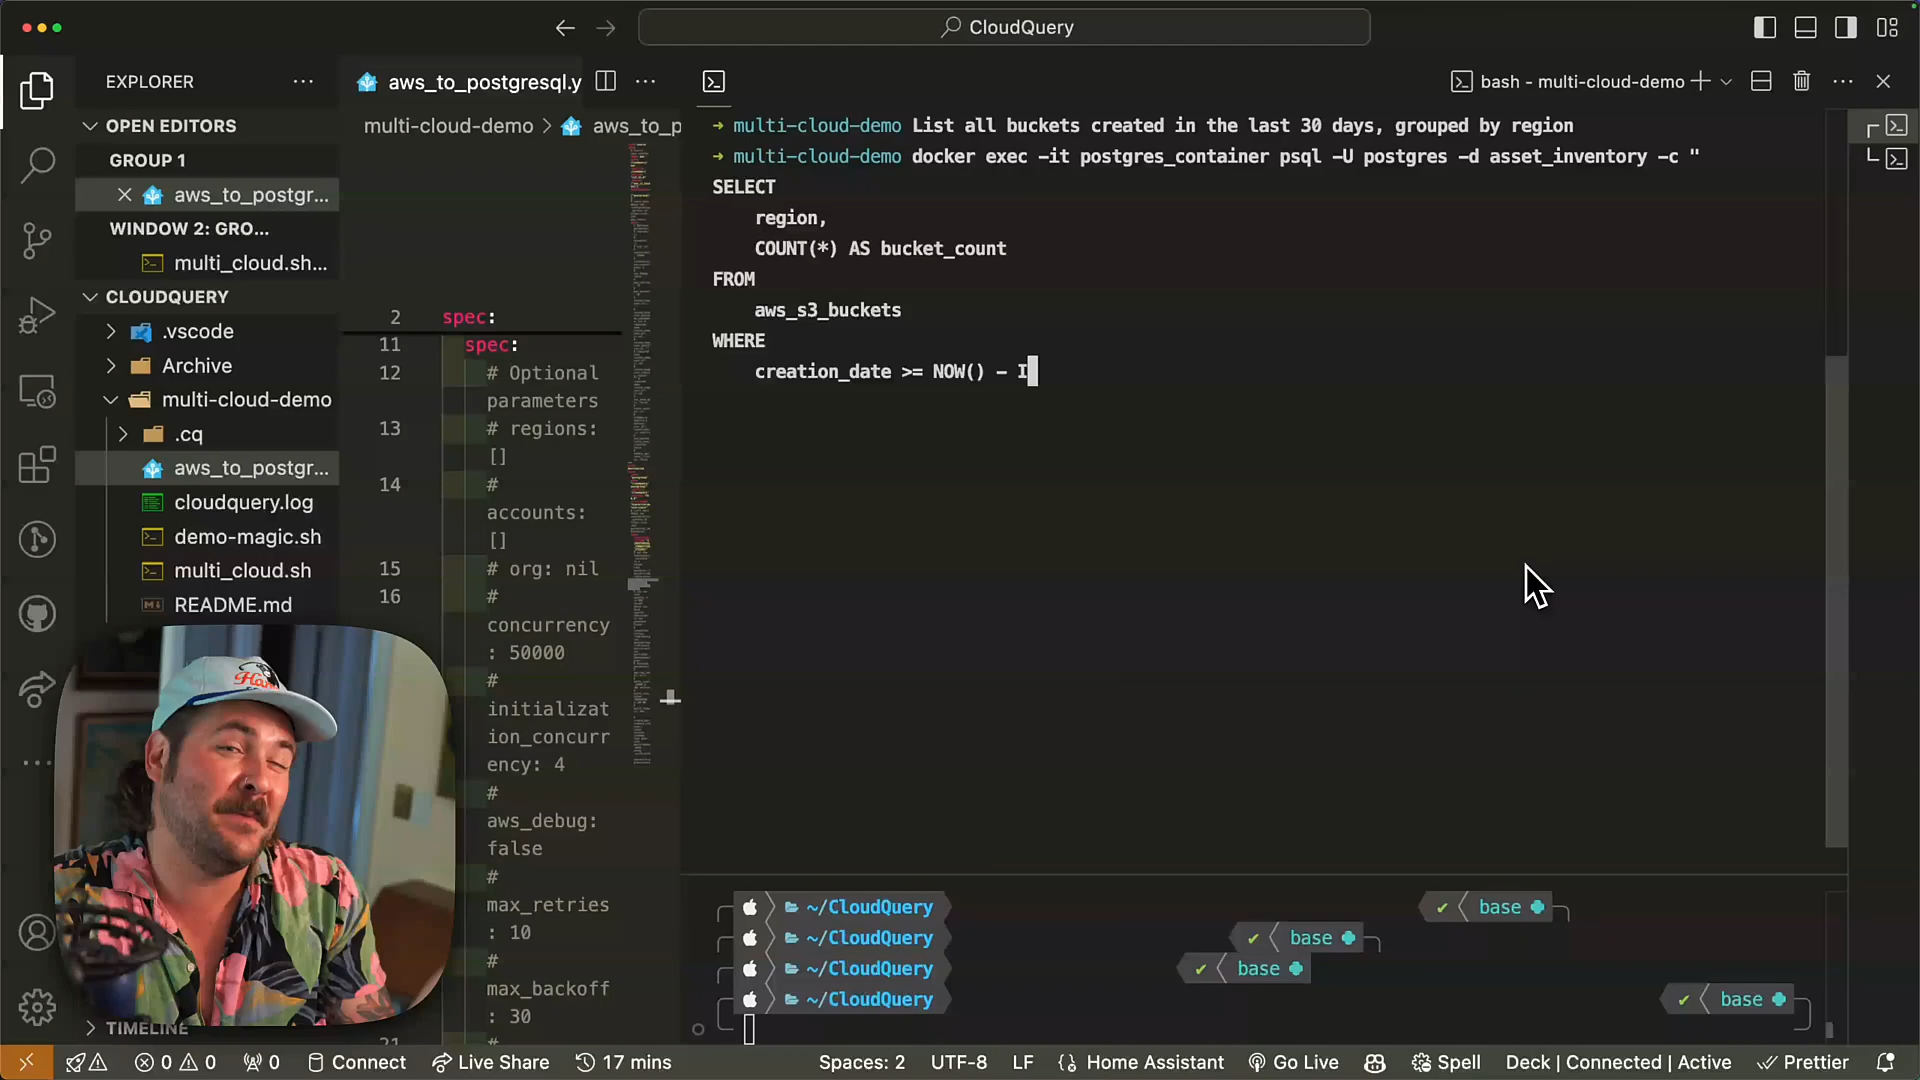 CloudQuery
EXPLORER
OPEN EDITORS
GROUP 1
aws_to_postgr...
WINDOW 2: GRO...
multi_cloud.sh...
CLOUDQUERY
.vscode
Archive
multi-cloud-demo
.cq
aws_to_postgr...
cloudquery.log
demo-magic.sh
multi_cloud.sh
README.md
TIMELINE
aws_to_postgresql.y
multi-cloud-demo > aws_to_p
2 spec:
11 spec:
12 # Optional
parameters
13 # regions:
[]
14 #
accounts:
[]
15 # org: nil
16 #
concurrency
: 50000
#
initializat
ion_concurr
ency: 4
#
aws_debug:
false
#
max_retries
: 10
#
max_backoff
: 30
21 #
bash - multi-cloud-demo
→ multi-cloud-demo List all buckets created in the last 30 days, grouped by region
→ multi-cloud-demo docker exec -it postgres_container psql -U postgres -d asset_inventory -c "
SELECT
region,
COUNT(*) AS bucket_count
FROM
aws_s3_buckets
WHERE
creation_date >= NOW() - I
~/CloudQuery ✔ base
~/CloudQuery ✔ base
~/CloudQuery ✔ base
~/CloudQuery ✔ base
0 0 0 Connect Live Share 17 mins Spaces: 2 UTF-8 LF {} Home Assistant Go Live Spell Deck | Connected | Active Prettier